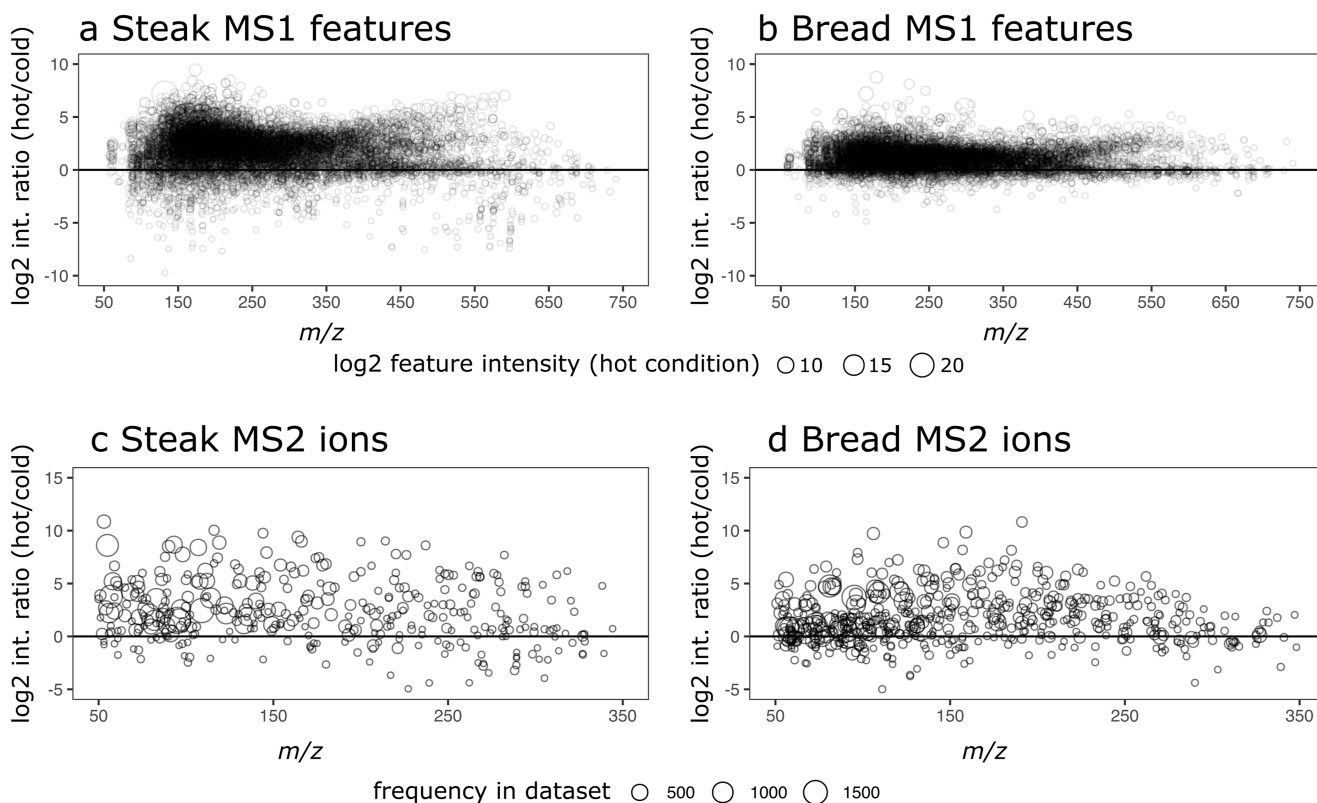 a Steak MS1 features
b Bread MS1 features
log2 int. ratio (hot/cold)
10
5
0
-5
-10
50 150 250 350 450 550 650 750
m/z
log2 int. ratio (hot/cold)
10
5
0
-5
-10
50 150 250 350 450 550 650 750
m/z
log2 feature intensity (hot condition) 10 15 20
c Steak MS2 ions
d Bread MS2 ions
log2 int. ratio (hot/cold)
15
10
5
0
-5
50 150 250 350
m/z
log2 int. ratio (hot/cold)
15
10
5
0
-5
50 150 250 350
m/z
frequency in dataset 500 1000 1500